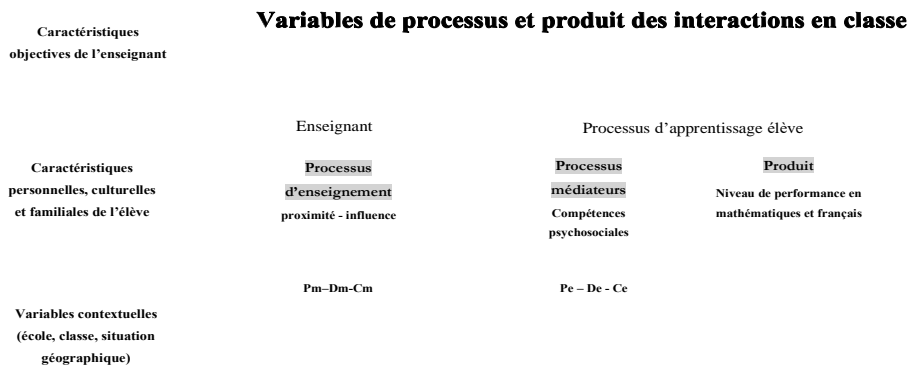 Variables de processus et produit des interactions en classe
Caractéristiques
objectives de l'enseignant
Enseignant
Processus d'apprentissage élève
Caractéristiques
personnelles, culturelles
et familiales de l'élève
Processus
d'enseignement
proximité - influence
Processus
médiateurs
Compétences
psychosociales
Produit
Niveau de performance en
mathématiques et français
Pm–Dm-Cm
Pe – De - Ce
Variables contextuelles
(école, classe, situation
géographique)